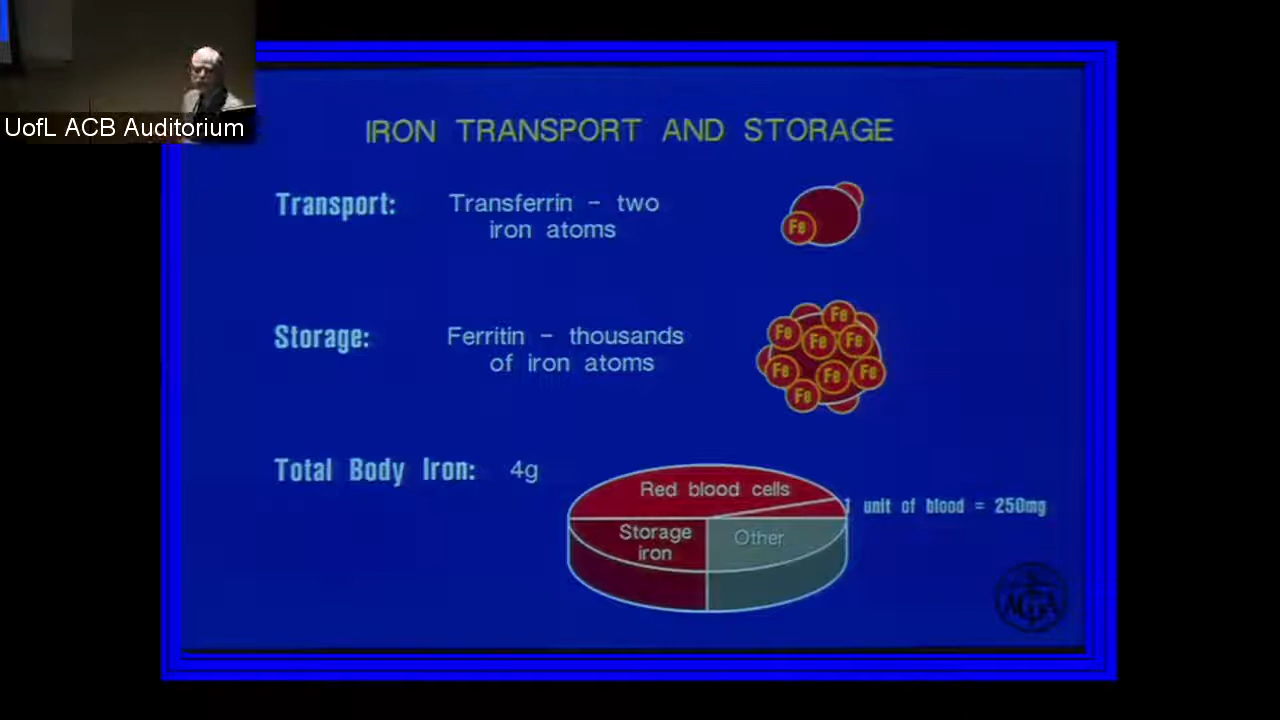 UofL ACB Auditorium
IRON TRANSPORT AND STORAGE
Transport:
Transferrin - two
iron atoms
Fe
Storage:
Ferritin - thousands
of iron atoms
Fe
Fe
Fe
Fe
Fe
Fe
Fe
Fe
Total Body Iron: 4g
Red blood cells
1 unit of blood = 250mg
Storage
iron
Other
AGA